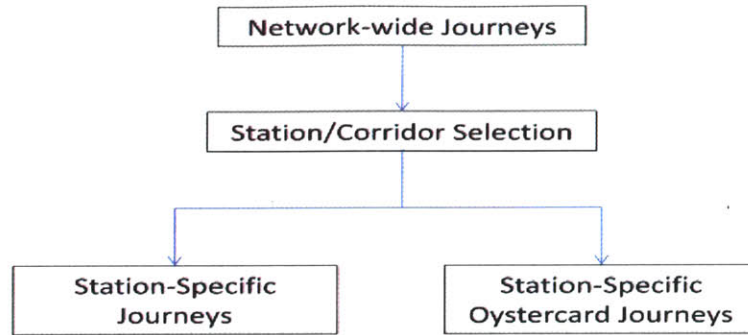 Network-wide Journeys
Station/Corridor Selection
Station-Specific
Journeys
Station-Specific
Oystercard Journeys